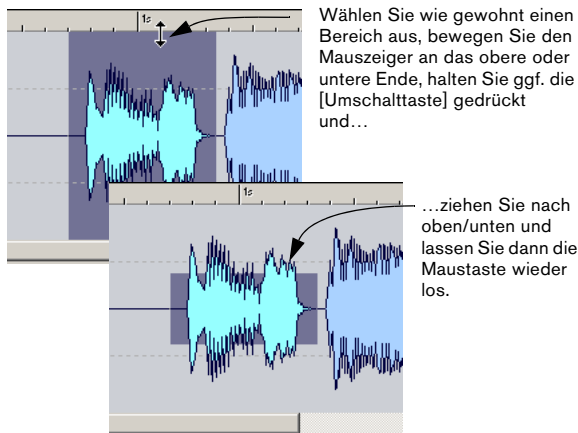 1s
Wählen Sie wie gewohnt einen
Bereich aus, bewegen Sie den
Mauszeiger an das obere oder
untere Ende, halten Sie ggf. die
[Umschalttaste] gedrückt
und…
1s
…ziehen Sie nach
oben/unten und
lassen Sie dann die
Maustaste wieder
los.